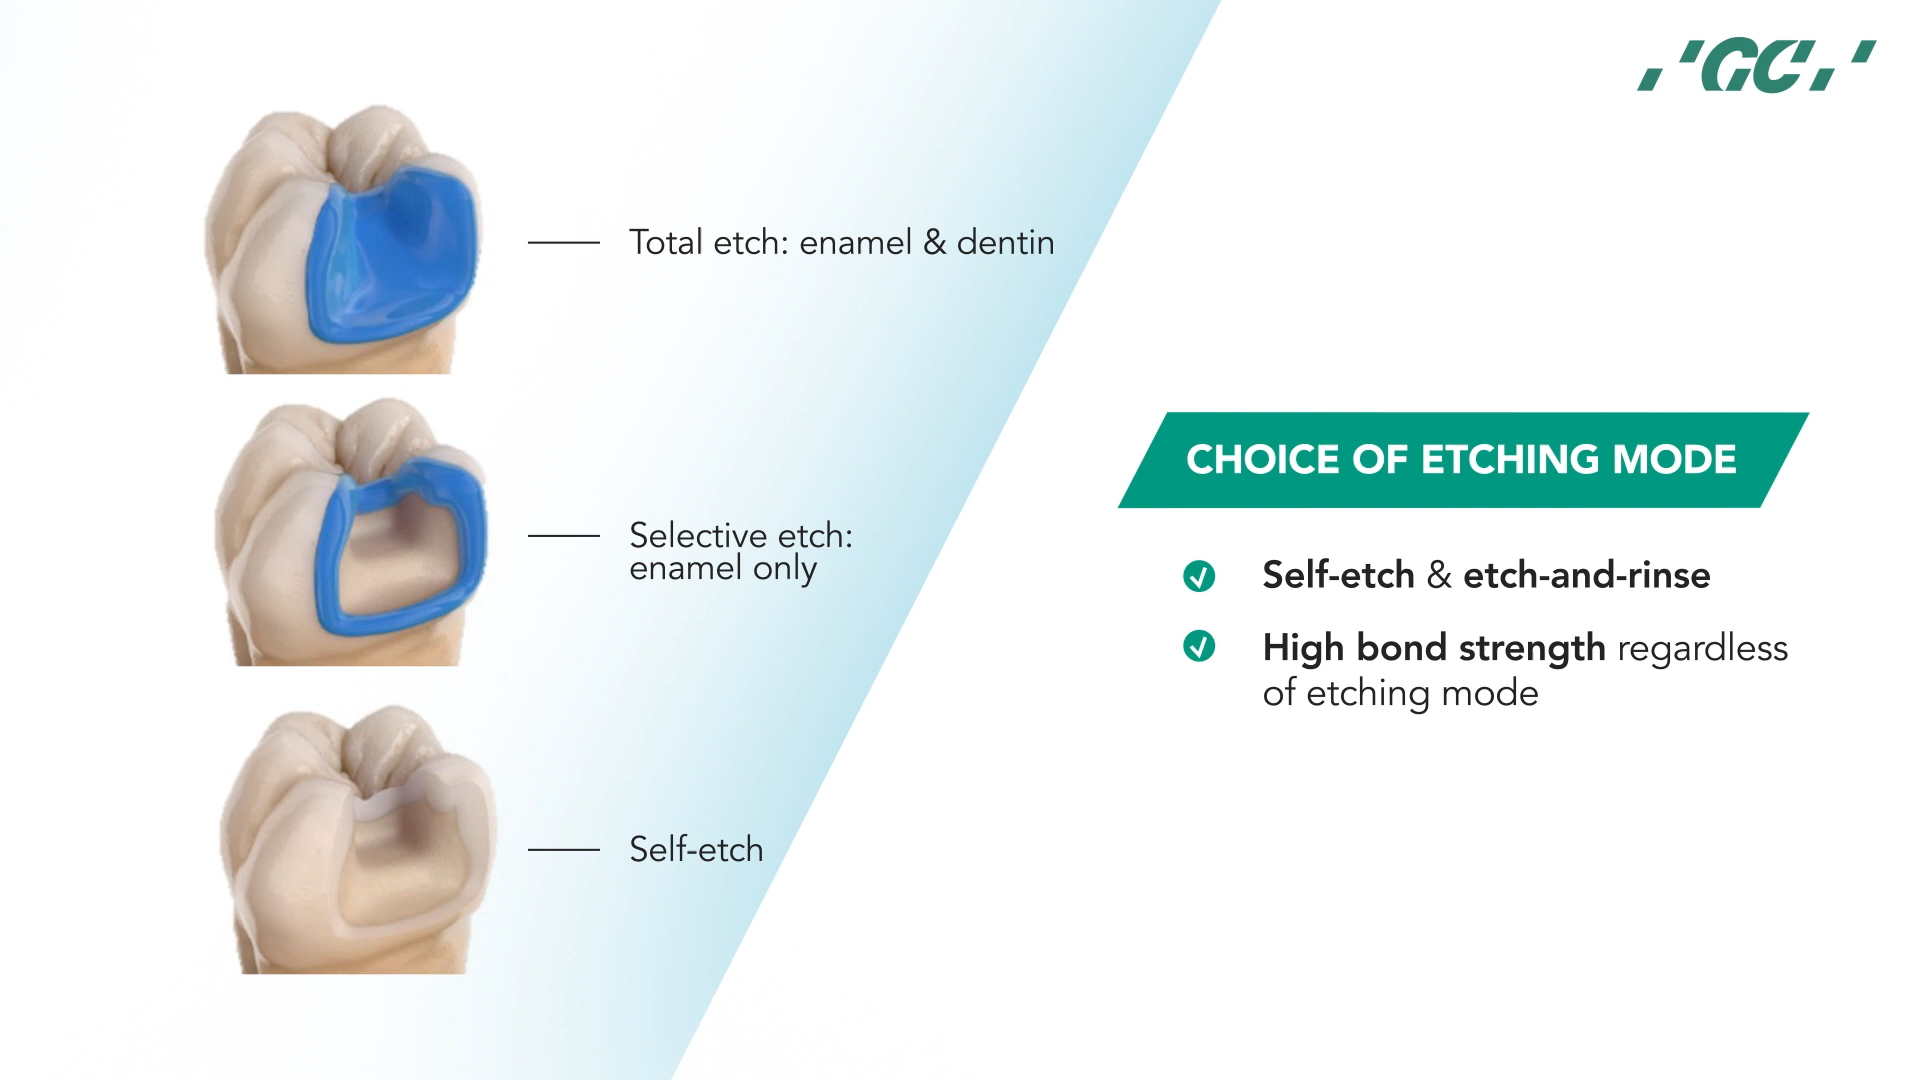 GC
Total etch: enamel & dentin
Selective etch:
enamel only
Self-etch
CHOICE OF ETCHING MODE
Self-etch & etch-and-rinse
High bond strength regardless
of etching mode